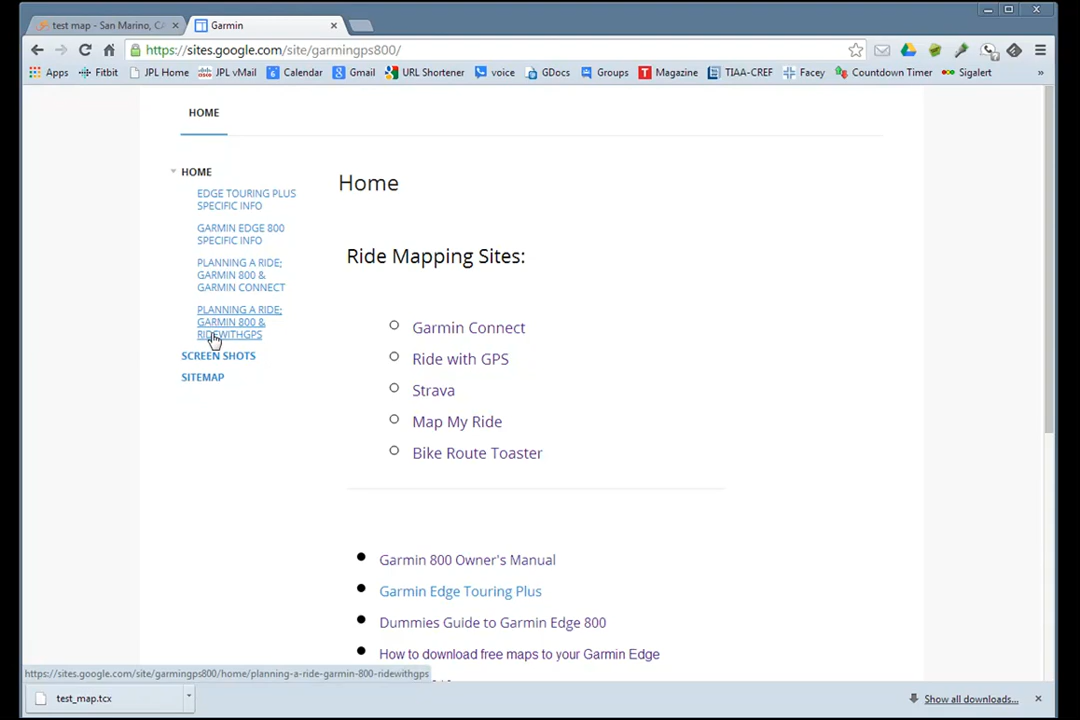 test map - San Marino, CA
Garmin
https://sites.google.com/site/garmingps800/
Apps Fitbit JPL Home JPL vMail Calendar Gmail URL Shortener voice GDocs Groups Magazine TIAA-CREF Facey Countdown Timer Sigalert »
HOME
HOME
EDGE TOURING PLUS
SPECIFIC INFO
GARMIN EDGE 800
SPECIFIC INFO
PLANNING A RIDE;
GARMIN 800 &
GARMIN CONNECT
PLANNING A RIDE;
GARMIN 800 &
RIDEWITHGPS
SCREEN SHOTS
SITEMAP
Home
Ride Mapping Sites:
Garmin Connect
Ride with GPS
Strava
Map My Ride
Bike Route Toaster
Garmin 800 Owner's Manual
Garmin Edge Touring Plus
Dummies Guide to Garmin Edge 800
How to download free maps to your Garmin Edge
https://sites.google.com/site/garmingps800/home/planning-a-ride-garmin-800-ridewithgps
test_map.tcx
Show all downloads...